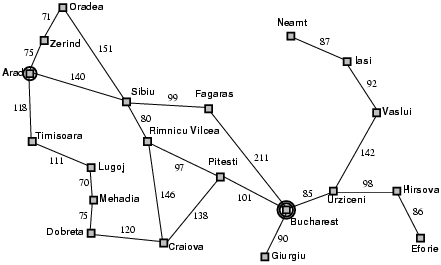 Oradea
71
Neamt
Zerind
87
151
75
Iasi
Arad
140
92
Sibiu
99
Fagaras
118
Vaslui
80
Timisoara
Rimnicu Vilcea
142
111
Pitesti
211
Lugoj
97
70
85
98
Hirsova
146
101
Urziceni
Mehadia
138
86
75
Bucharest
Dobreta
120
90
Craiova
Eforie
Giurgiu